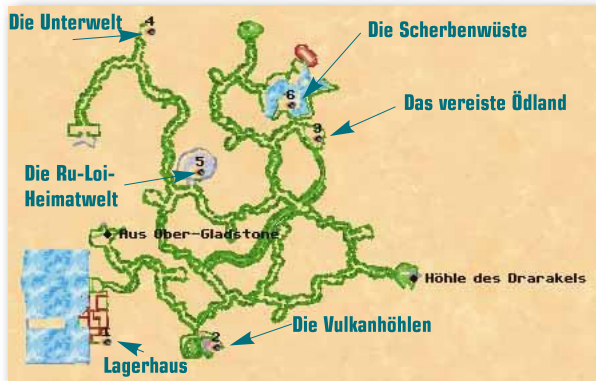 Die Unterwelt
4
Die Scherbenwüste
6
Das vereiste Ödland
3
5
Die Ru-Loi-
Heimatwelt
Aus Ober-Gladstone
Höhle des Drarakels
2
Die Vulkanhöhlen
1
Lagerhaus